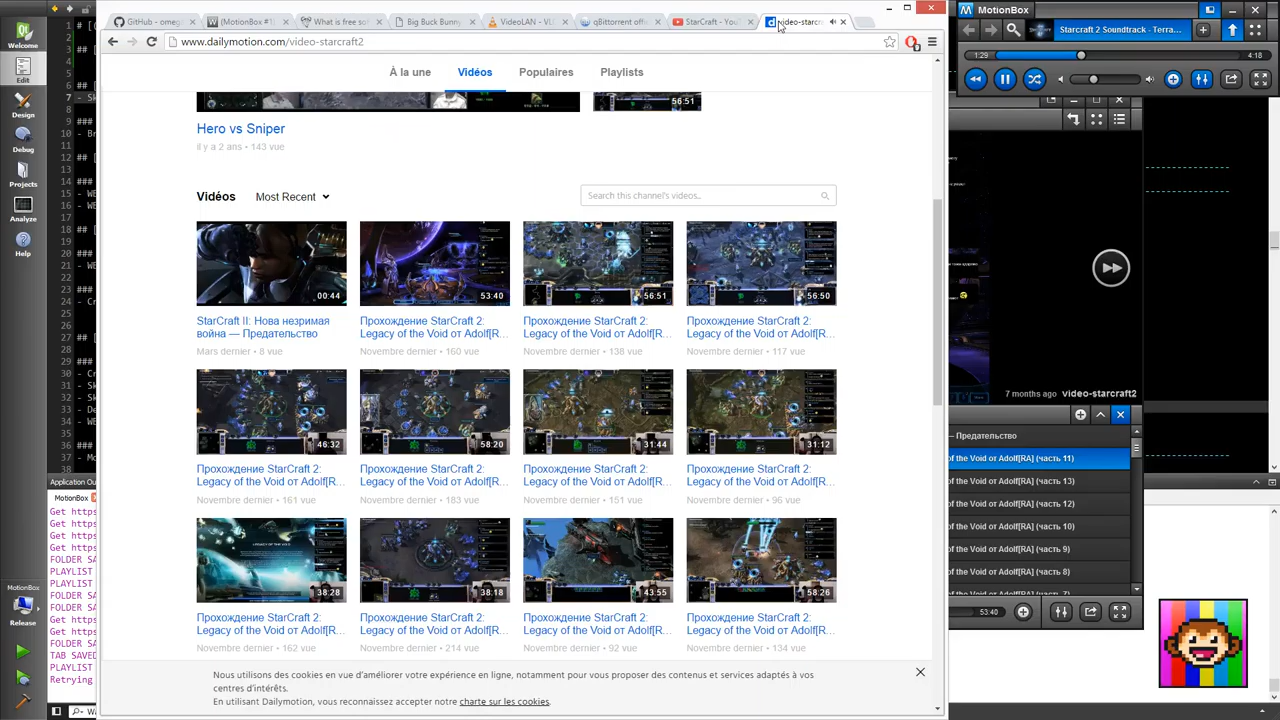 GitHub - omeg
MotionBox
What is free sof
Big Buck Bunny
VideoLAN - VL
qBittorrent offi
StarCraft - You
video-starcr
www.dailymotion.com/video-starcraft2
À la une
Vidéos
Populaires
Playlists
56:51
Hero vs Sniper
il y a 2 ans • 143 vue
Vidéos
Most Recent
Search this channel's videos..
00:44
53:40
56:51
56:50
StarCraft II: Нова незримая
война — Предательство
Mars dernier • 8 vue
Прохождение StarCraft 2:
Legacy of the Void от Adolf[R...
Novembre dernier • 160 vue
Прохождение StarCraft 2:
Legacy of the Void от Adolf[R...
Novembre dernier • 138 vue
Прохождение StarCraft 2:
Legacy of the Void от Adolf[R...
Novembre dernier • 117 vue
46:32
58:20
31:44
31:12
Прохождение StarCraft 2:
Legacy of the Void от Adolf[R...
Novembre dernier • 161 vue
Прохождение StarCraft 2:
Legacy of the Void от Adolf[R...
Novembre dernier • 183 vue
Прохождение StarCraft 2:
Legacy of the Void от Adolf[R...
Novembre dernier • 151 vue
Прохождение StarCraft 2:
Legacy of the Void от Adolf[R...
Novembre dernier • 96 vue
LEGACY OF THE VOID
38:28
38:18
43:55
58:26
Прохождение StarCraft 2:
Legacy of the Void от Adolf[R...
Novembre dernier • 162 vue
Прохождение StarCraft 2:
Legacy of the Void от Adolf[R...
Novembre dernier • 214 vue
Прохождение StarCraft 2:
Legacy of the Void от Adolf[R...
Novembre dernier • 92 vue
Прохождение StarCraft 2:
Legacy of the Void от Adolf[R...
Novembre dernier • 134 vue
Nous utilisons des cookies en vue d'améliorer votre expérience en ligne, notamment pour vous proposer des contenus et services adaptés à vos
centres d'intérêts.
En utilisant Dailymotion, vous reconnaissez accepter notre charte sur les cookies.
Welcome
Edit
Design
Debug
Projects
Analyze
Help
MotionBox
Release
Application Ou
MotionBox
Get https
Get https
Get https
Get https
FOLDER SA
PLAYLIST
FOLDER SA
FOLDER SA
Get https
Get https
Get https
FOLDER SA
TAB SAVED
PLAYLIST
Retrying
MotionBox
Starcraft 2 Soundtrack - Terra...
1:29
4:18
7 months ago video-starcraft2
— Предательство
of the Void от Adolf[RA] (часть 11)
of the Void от Adolf[RA] (часть 13)
of the Void от Adolf[RA] (часть 12)
of the Void от Adolf[RA] (часть 10)
of the Void от Adolf[RA] (часть 9)
of the Void от Adolf[RA] (часть 8)
of the Void от Adolf[RA] (часть 7)
53:40